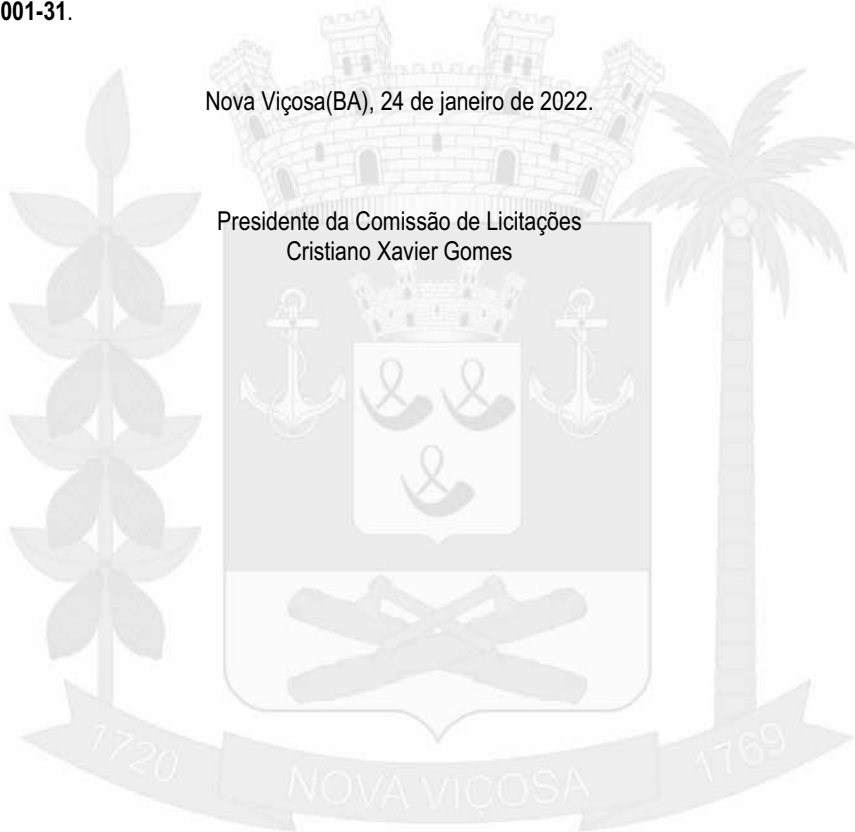 001-31.
Nova Viçosa(BA), 24 de janeiro de 2022.
Presidente da Comissão de Licitações
Cristiano Xavier Gomes
1720
NOVA VIÇOSA
1769